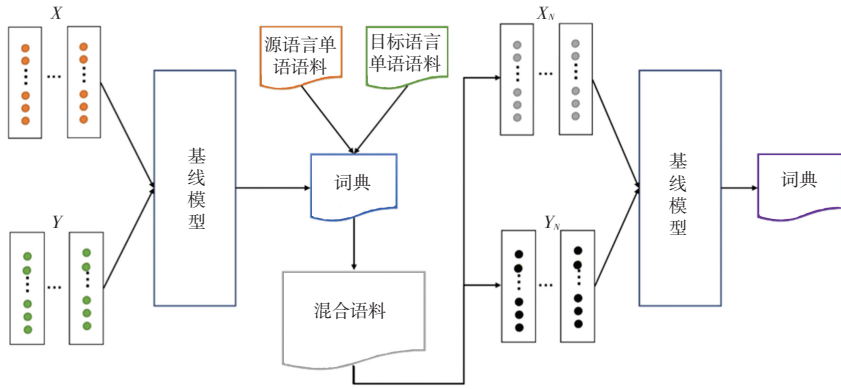 X
...
Y
...
基
线
模
型
源语言单
语语料
目标语言
单语语料
词典
混合语料
X_N
...
Y_N
...
基
线
模
型
词典